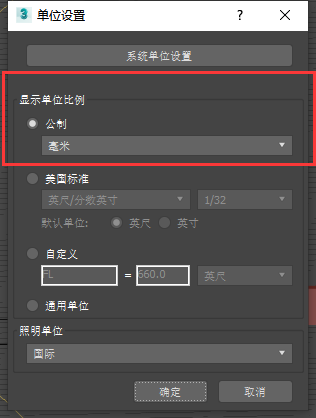 单位设置
系统单位设置
显示单位比例
公制
毫米
美国标准
英尺/分数英寸 1/32
默认单位: 英尺 英寸
自定义
FL = 660.0 英尺
通用单位
照明单位
国际
确定 取消